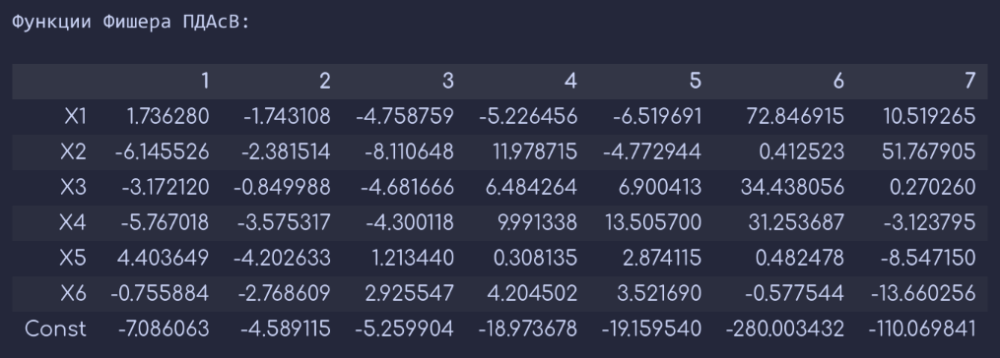 Функции Фишера ПДАсВ:
1 2 3 4 5 6 7
X1 1.736280 -1.743108 -4.758759 -5.226456 -6.519691 72.846915 10.519265
X2 -6.145526 -2.381514 -8.110648 11.978715 -4.772944 0.412523 51.767905
X3 -3.172120 -0.849988 -4.681666 6.484264 6.900413 34.438056 0.270260
X4 -5.767018 -3.575317 -4.300118 9.991338 13.505700 31.253687 -3.123795
X5 4.403649 -4.202633 1.213440 0.308135 2.874115 0.482478 -8.547150
X6 -0.755884 -2.768609 2.925547 4.204502 3.521690 -0.577544 -13.660256
Const -7.086063 -4.589115 -5.259904 -18.973678 -19.159540 -280.003432 -110.069841